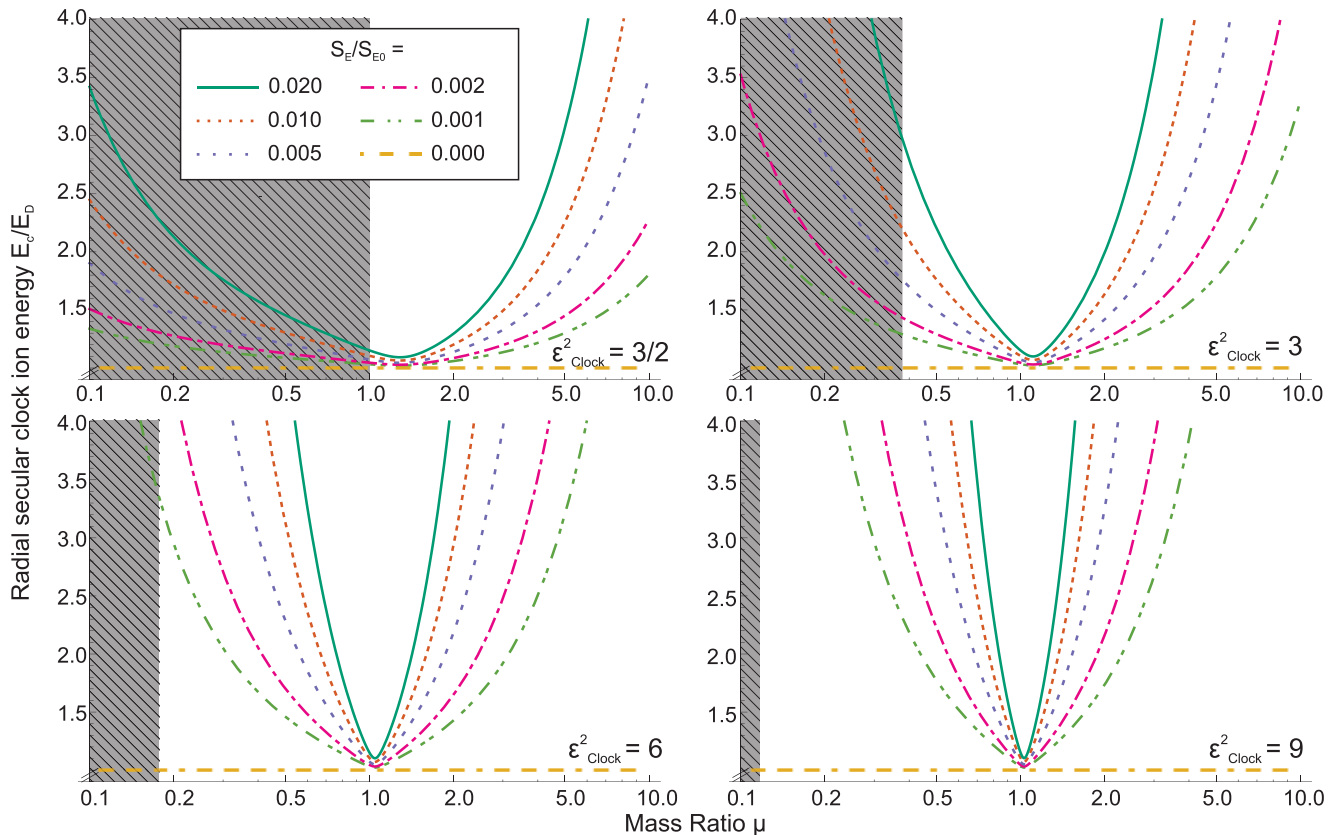 Radial secular clock ion energy E_c/E_D
4.0
3.5
3.0
2.5
2.0
1.5
S_E/S_E0 =
0.020 0.002
0.010 0.001
0.005 0.000
ε²_Clock = 3/2
0.1 0.2 0.5 1.0 2.0 5.0 10.0
4.0
3.5
3.0
2.5
2.0
1.5
ε²_Clock = 3
0.1 0.2 0.5 1.0 2.0 5.0 10.0
4.0
3.5
3.0
2.5
2.0
1.5
ε²_Clock = 6
0.1 0.2 0.5 1.0 2.0 5.0 10.0
4.0
3.5
3.0
2.5
2.0
1.5
ε²_Clock = 9
0.1 0.2 0.5 1.0 2.0 5.0 10.0
Mass Ratio μ